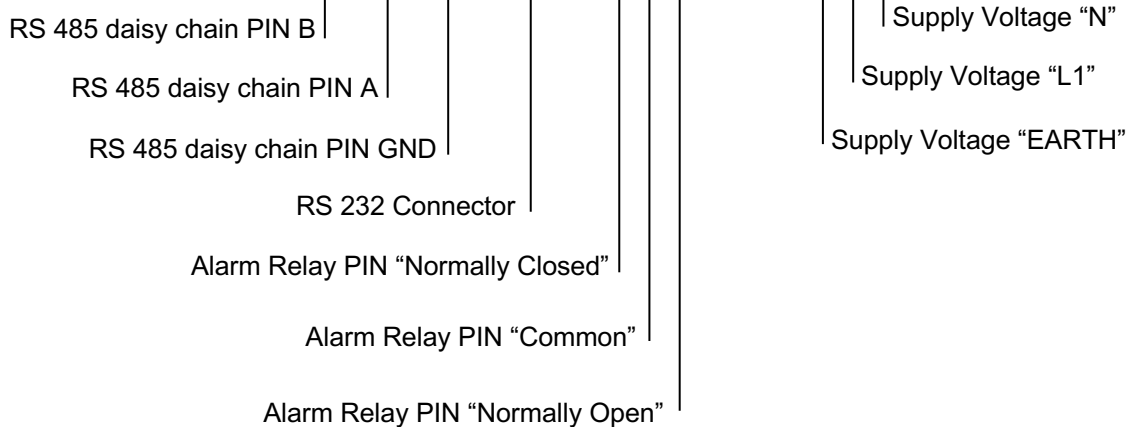 Supply Voltage “N”
RS 485 daisy chain PIN B
Supply Voltage “L1”
RS 485 daisy chain PIN A
Supply Voltage “EARTH”
RS 485 daisy chain PIN GND
RS 232 Connector
Alarm Relay PIN “Normally Closed”
Alarm Relay PIN “Common”
Alarm Relay PIN “Normally Open”